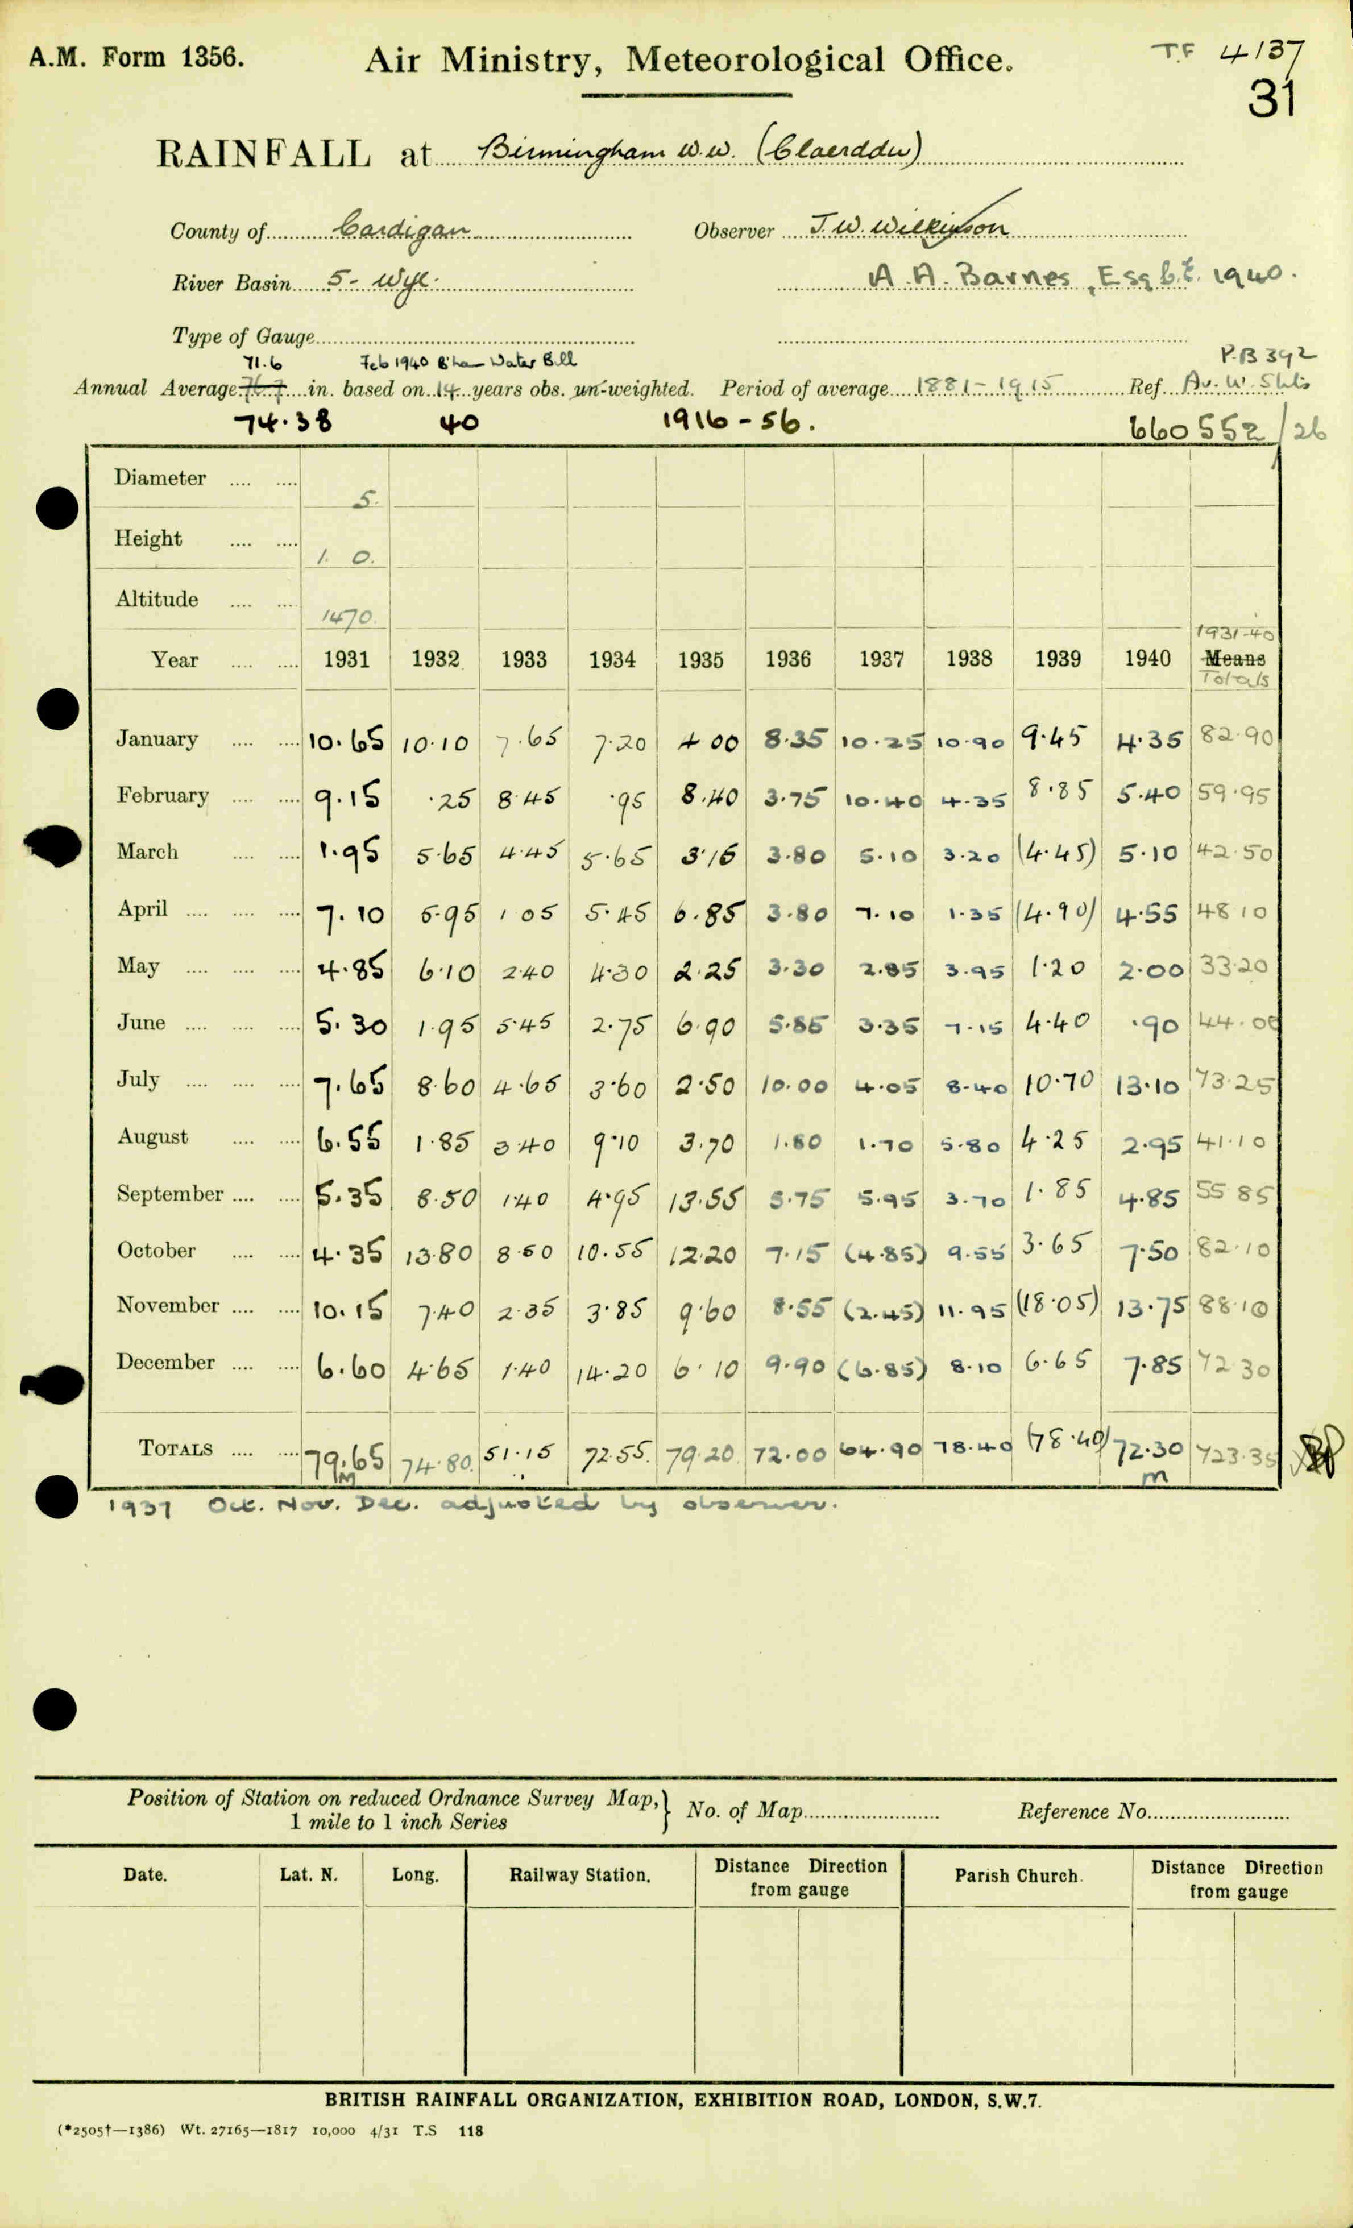 A.M. Form 1356. Air Ministry, Meteorological Office. T.F 4137
31
RAINFALL at Birmingham W.W. (Claerddu)
County of Cardigan Observer J.W. Wilkinson
River Basin 5 - Wye. A.A. Barnes, Esq 1940.
Type of Gauge
71.6 Feb 1940 B'ham Water Bill P.B 392
Annual Average 76.7 in. based on 14 years obs. un-weighted. Period of average 1881-1915 Ref. Av. W. Shts
74.38 40 1916-56. 660552/26
Diameter 5.
Height 1. 0.
Altitude 1470
1931-40
Year 1931 1932 1933 1934 1935 1936 1937 1938 1939 1940 Means
Totals
January 10.65 10.10 7.65 7.20 4.00 8.35 10.25 10.90 9.45 4.35 82.90
February 9.15 .25 8.45 .95 8.40 3.75 10.40 4.35 8.85 5.40 59.95
March 1.95 5.65 4.45 5.65 3.15 3.80 5.10 3.20 (4.45) 5.10 42.50
April 7.10 5.95 1.05 5.45 6.85 3.80 7.10 1.35 (4.90) 4.55 48.10
May 4.85 6.10 2.40 4.30 2.25 3.30 2.85 3.95 1.20 2.00 33.20
June 5.30 1.95 5.45 2.75 6.90 5.85 3.35 7.15 4.40 .90 44.00
July 7.65 8.60 4.65 3.60 2.50 10.00 4.05 8.40 10.70 13.10 73.25
August 6.55 1.85 3.40 9.10 3.70 1.80 1.70 5.80 4.25 2.95 41.10
September 5.35 8.50 1.40 4.95 13.55 5.75 5.95 3.70 1.85 4.85 55.85
October 4.35 13.80 8.50 10.55 12.20 7.15 (4.85) 9.55 3.65 7.50 82.10
November 10.15 7.40 2.35 3.85 9.60 8.55 (2.45) 11.95 (18.05) 13.75 88.10
December 6.60 4.65 1.40 14.20 6.10 9.90 (6.85) 8.10 6.65 7.85 72.30
TOTALS 79.65 74.80. 51.15 72.55. 79.20 72.00 64.90 78.40 (78.40) 72.30 723.35
M m
1937 Oct. Nov. Dec. adjusted by observer.
Position of Station on reduced Ordnance Survey Map, } No. of Map Reference No.
1 mile to 1 inch Series
Date. Lat. N. Long. Railway Station. Distance Direction from gauge Parish Church. Distance Direction from gauge
BRITISH RAINFALL ORGANIZATION, EXHIBITION ROAD, LONDON, S.W.7.
(*2505†—1386) Wt. 27165—1817 10,000 4/31 T.S 118